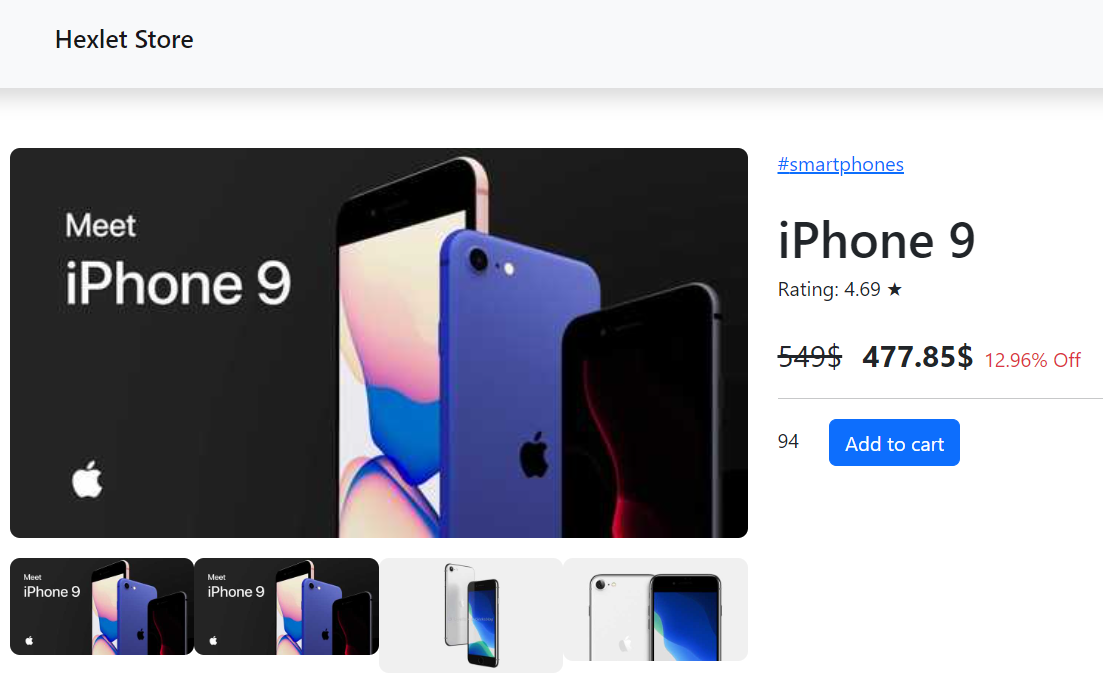 Hexlet Store
Meet
iPhone 9
#smartphones
iPhone 9
Rating: 4.69 ★
549$ 477.85$ 12.96% Off
94 Add to cart
Meet
iPhone 9
Meet
iPhone 9